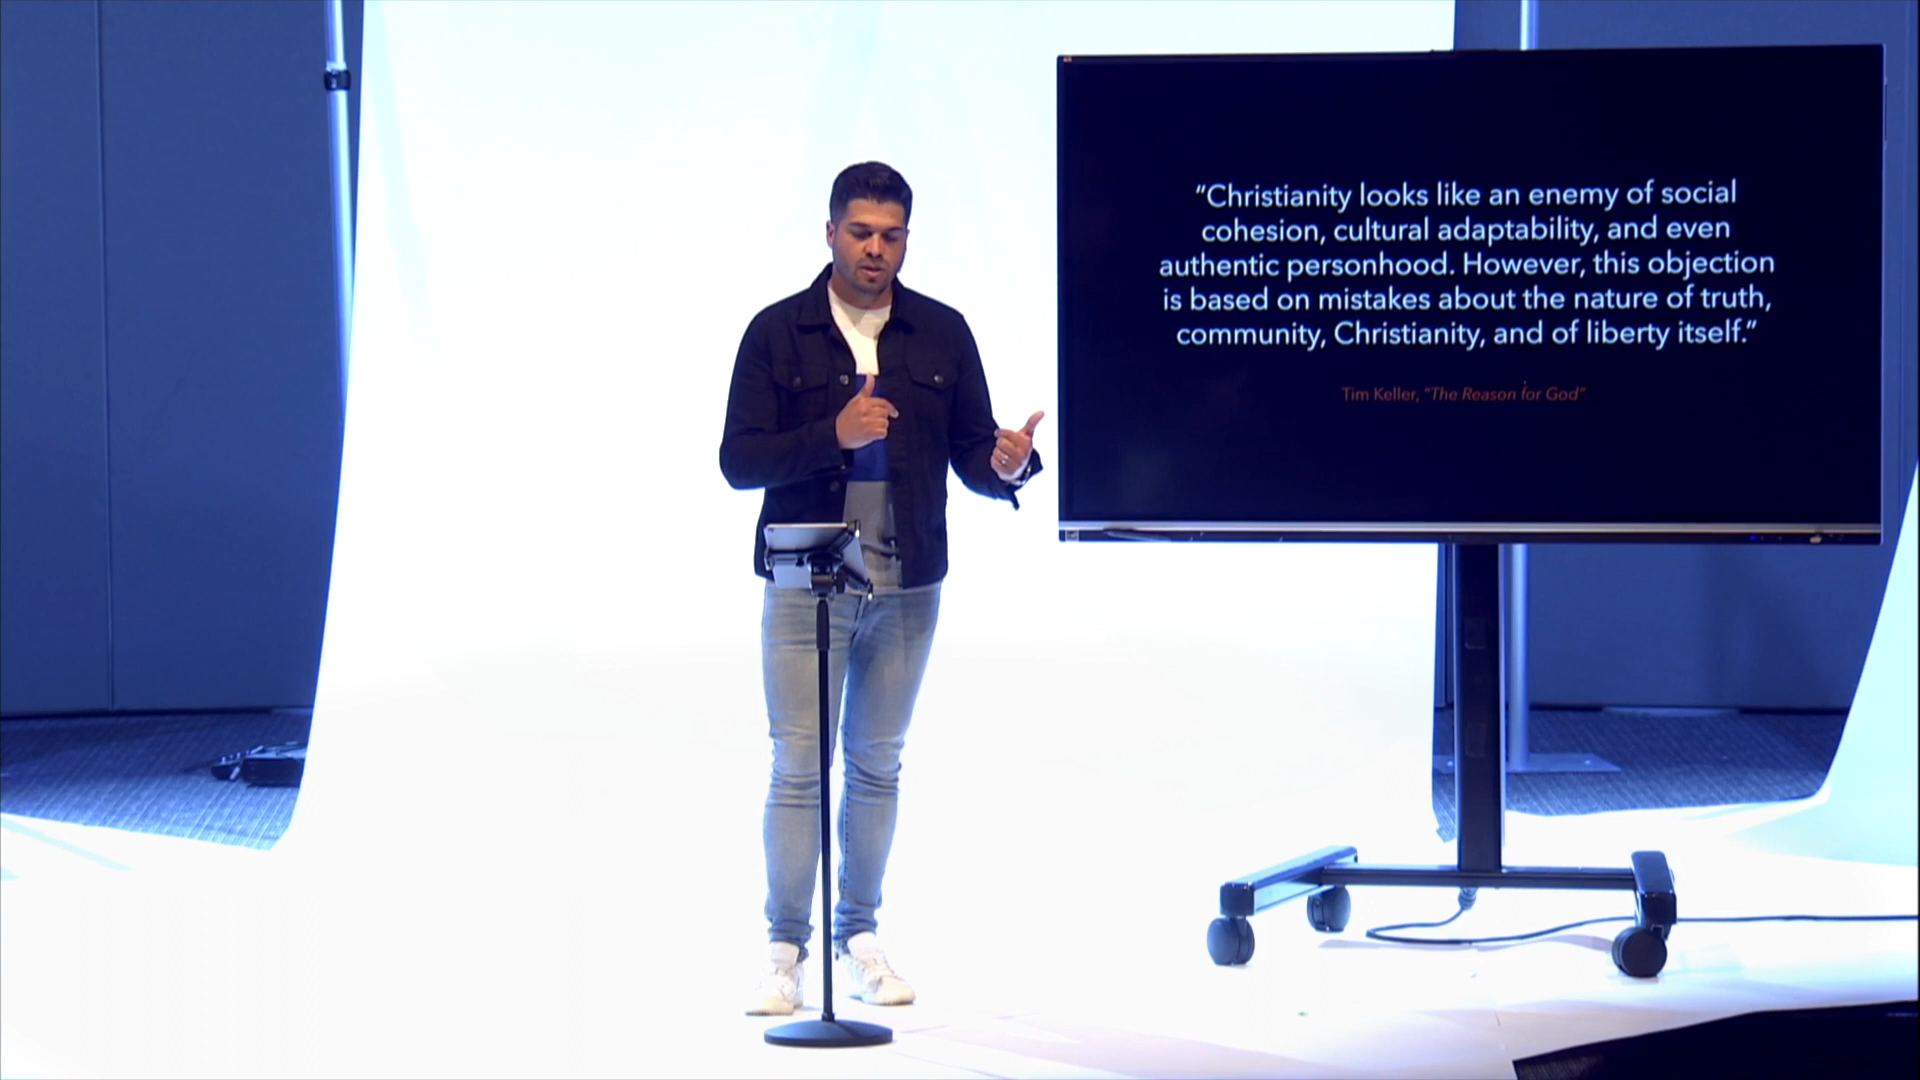 “Christianity looks like an enemy of social
cohesion, cultural adaptability, and even
authentic personhood. However, this objection
is based on mistakes about the nature of truth,
community, Christianity, and of liberty itself.”
Tim Keller, “The Reason for God”